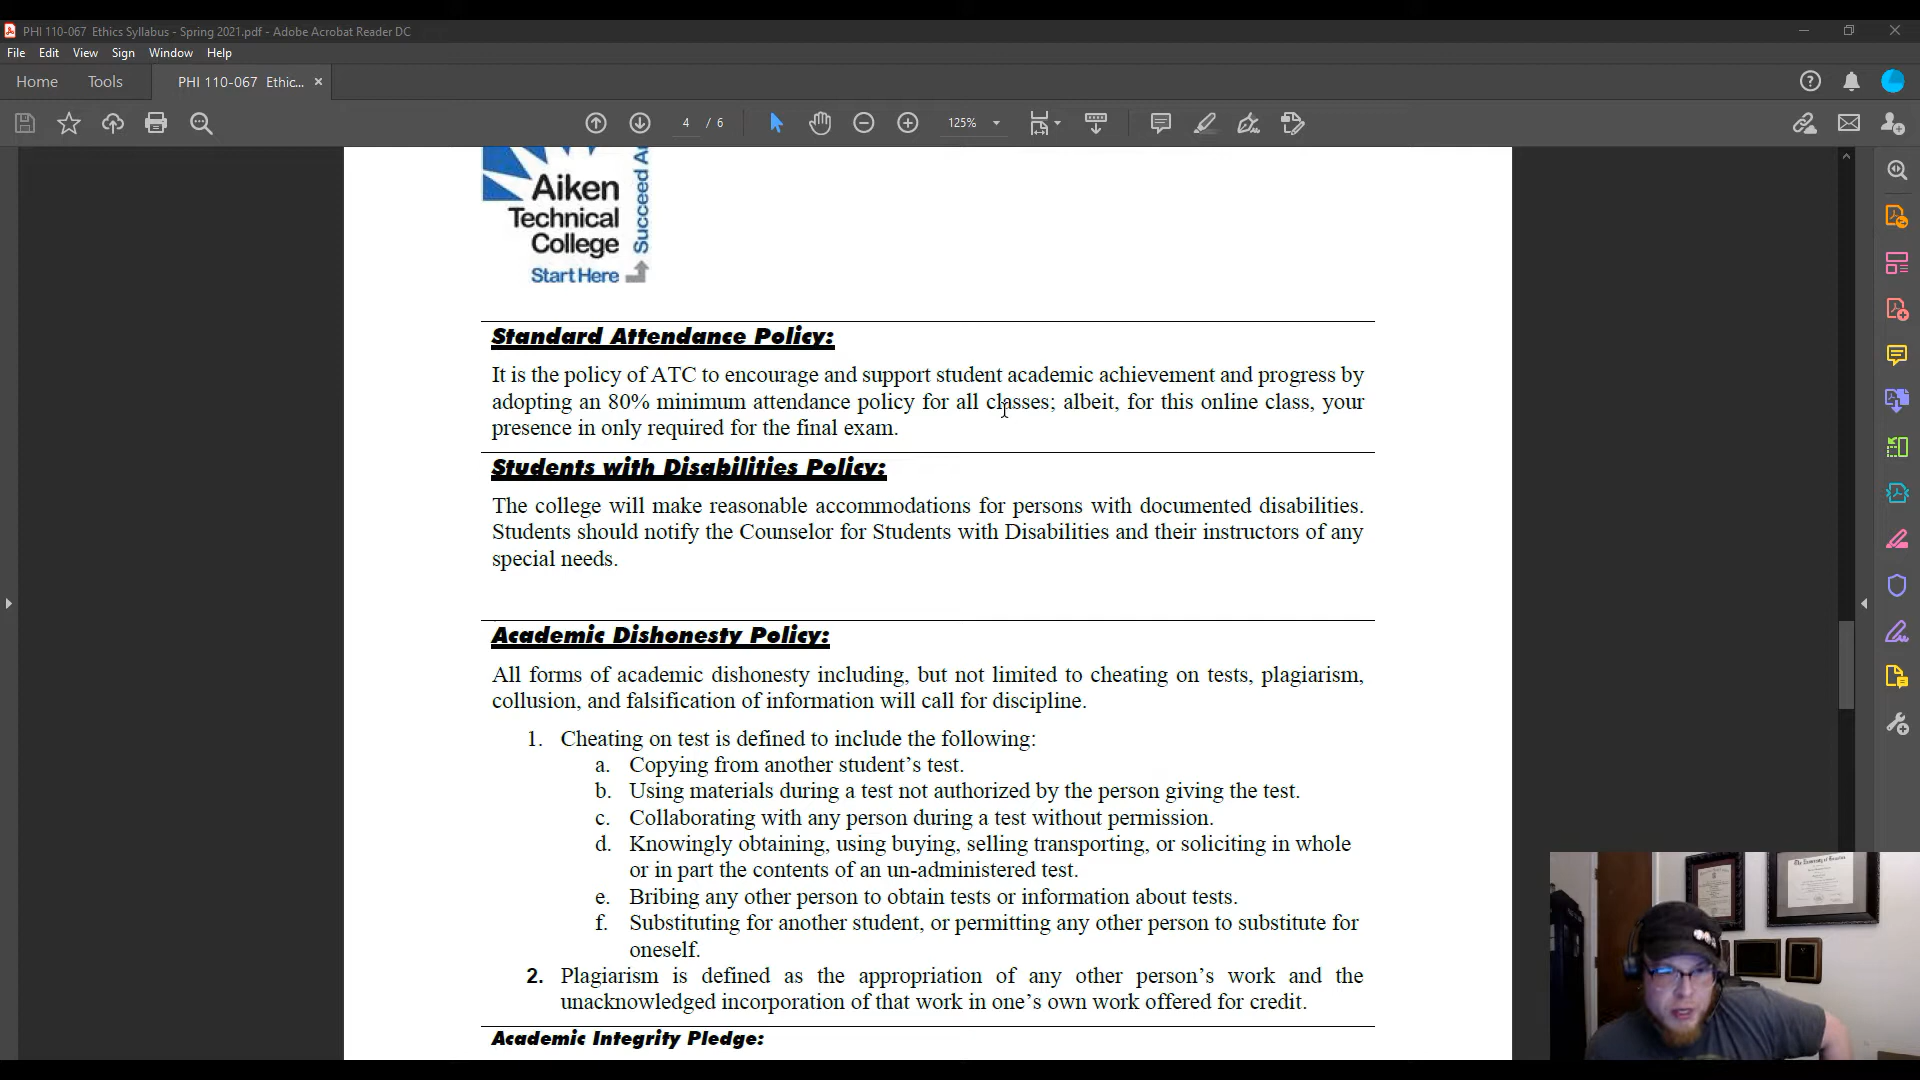 PHI 110-067 Ethics Syllabus - Spring 2021.pdf - Adobe Acrobat Reader DC
File Edit View Sign Window Help
Home Tools PHI 110-067 Ethic... ×
4 / 6 125%
Aiken
Technical
College
Start Here
Succeed
Standard Attendance Policy:
It is the policy of ATC to encourage and support student academic achievement and progress by
adopting an 80% minimum attendance policy for all classes; albeit, for this online class, your
presence in only required for the final exam.
Students with Disabilities Policy:
The college will make reasonable accommodations for persons with documented disabilities.
Students should notify the Counselor for Students with Disabilities and their instructors of any
special needs.
Academic Dishonesty Policy:
All forms of academic dishonesty including, but not limited to cheating on tests, plagiarism,
collusion, and falsification of information will call for discipline.
1. Cheating on test is defined to include the following:
a. Copying from another student’s test.
b. Using materials during a test not authorized by the person giving the test.
c. Collaborating with any person during a test without permission.
d. Knowingly obtaining, using buying, selling transporting, or soliciting in whole
or in part the contents of an un-administered test.
e. Bribing any other person to obtain tests or information about tests.
f. Substituting for another student, or permitting any other person to substitute for
oneself.
2. Plagiarism is defined as the appropriation of any other person’s work and the
unacknowledged incorporation of that work in one’s own work offered for credit.
Academic Integrity Pledge: